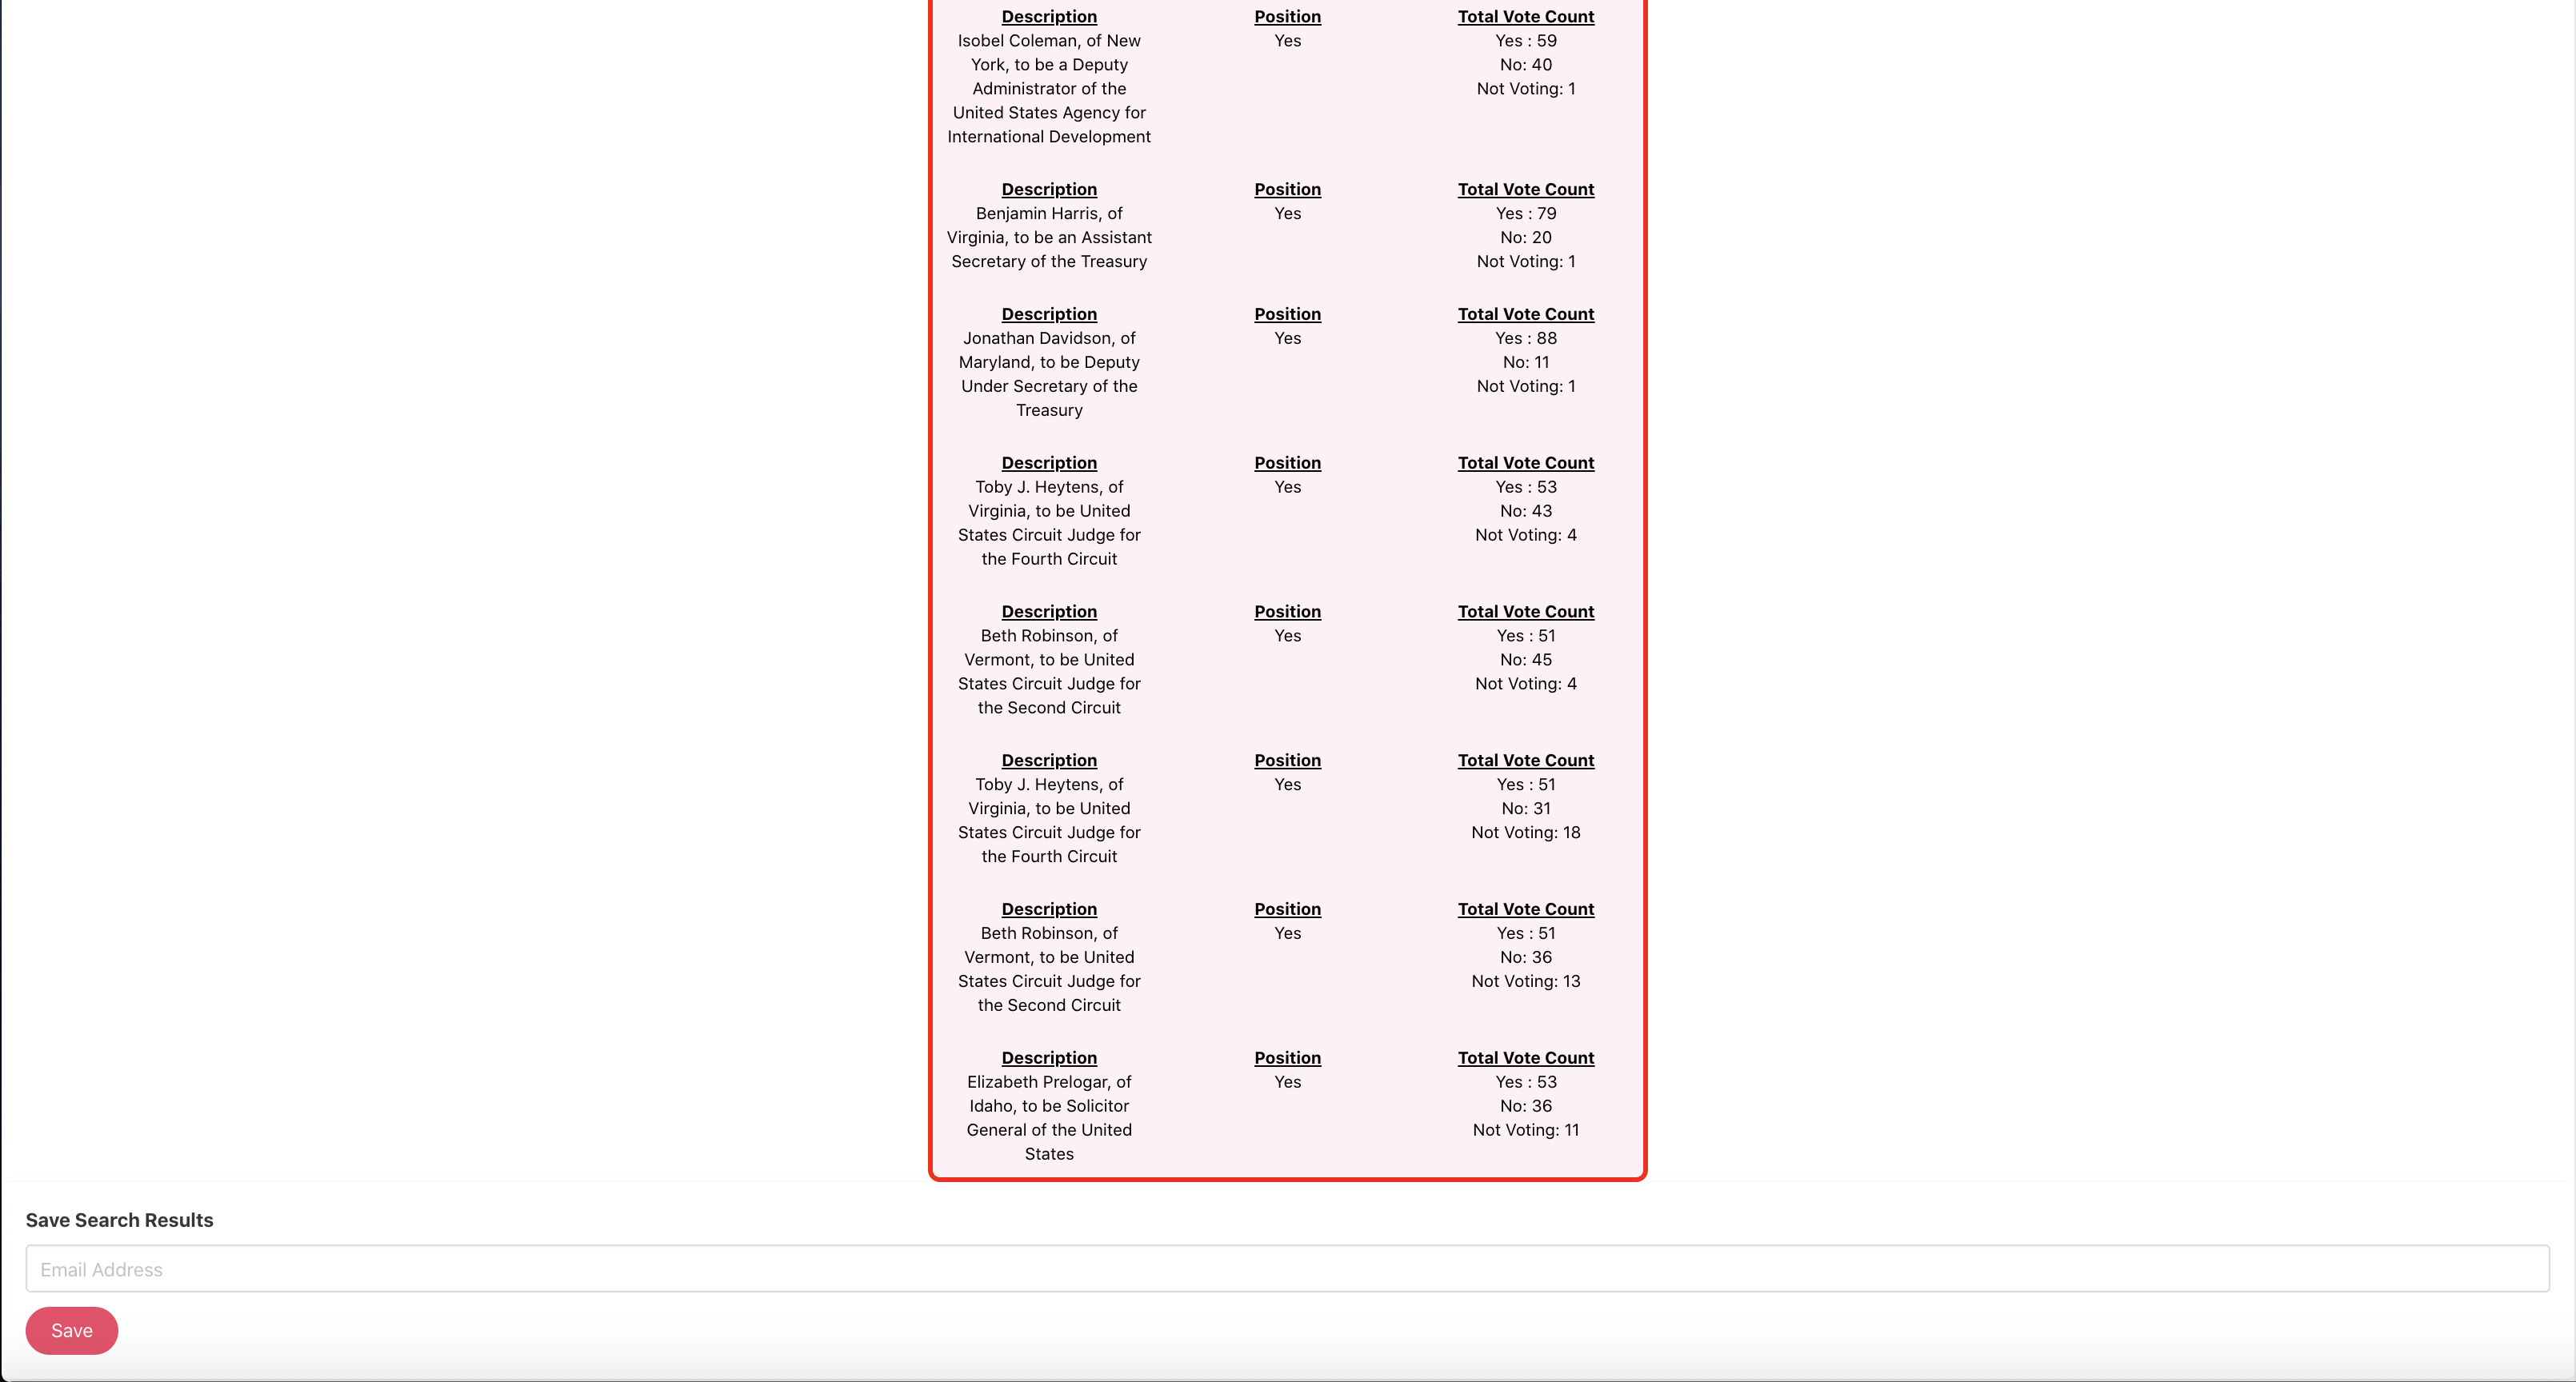 Description Position Total Vote Count
Isobel Coleman, of New Yes Yes : 59
York, to be a Deputy No: 40
Administrator of the Not Voting: 1
United States Agency for
International Development
Description Position Total Vote Count
Benjamin Harris, of Yes Yes : 79
Virginia, to be an Assistant No: 20
Secretary of the Treasury Not Voting: 1
Description Position Total Vote Count
Jonathan Davidson, of Yes Yes : 88
Maryland, to be Deputy No: 11
Under Secretary of the Not Voting: 1
Treasury
Description Position Total Vote Count
Toby J. Heytens, of Yes Yes : 53
Virginia, to be United No: 43
States Circuit Judge for Not Voting: 4
the Fourth Circuit
Description Position Total Vote Count
Beth Robinson, of Yes Yes : 51
Vermont, to be United No: 45
States Circuit Judge for Not Voting: 4
the Second Circuit
Description Position Total Vote Count
Toby J. Heytens, of Yes Yes : 51
Virginia, to be United No: 31
States Circuit Judge for Not Voting: 18
the Fourth Circuit
Description Position Total Vote Count
Beth Robinson, of Yes Yes : 51
Vermont, to be United No: 36
States Circuit Judge for Not Voting: 13
the Second Circuit
Description Position Total Vote Count
Elizabeth Prelogar, of Yes Yes : 53
Idaho, to be Solicitor No: 36
General of the United Not Voting: 11
States
Save Search Results
Email Address
Save